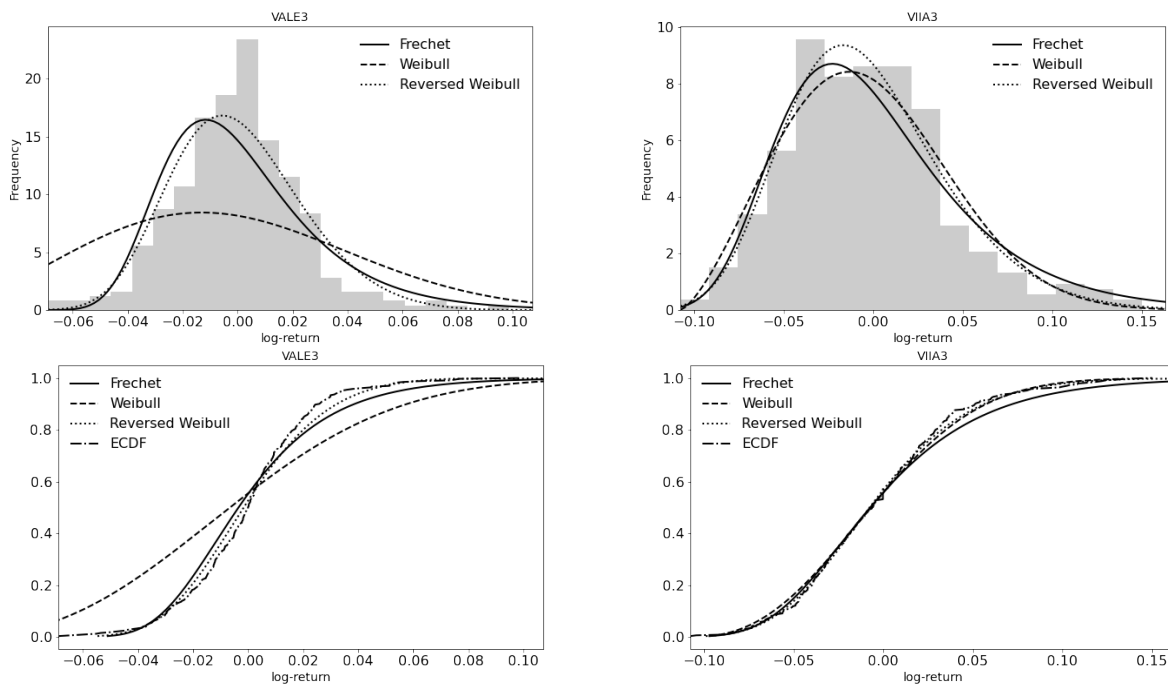 VALE3
Frechet
Weibull
Reversed Weibull
Frequency
20
15
10
5
0
−0.06 −0.04 −0.02 0.00 0.02 0.04 0.06 0.08 0.10
log-return
VIIA3
Frechet
Weibull
Reversed Weibull
Frequency
10
8
6
4
2
0
−0.10 −0.05 0.00 0.05 0.10 0.15
log-return
VALE3
Frechet
Weibull
Reversed Weibull
ECDF
1.0
0.8
0.6
0.4
0.2
0.0
−0.06 −0.04 −0.02 0.00 0.02 0.04 0.06 0.08 0.10
log-return
VIIA3
Frechet
Weibull
Reversed Weibull
ECDF
1.0
0.8
0.6
0.4
0.2
0.0
−0.10 −0.05 0.00 0.05 0.10 0.15
log-return